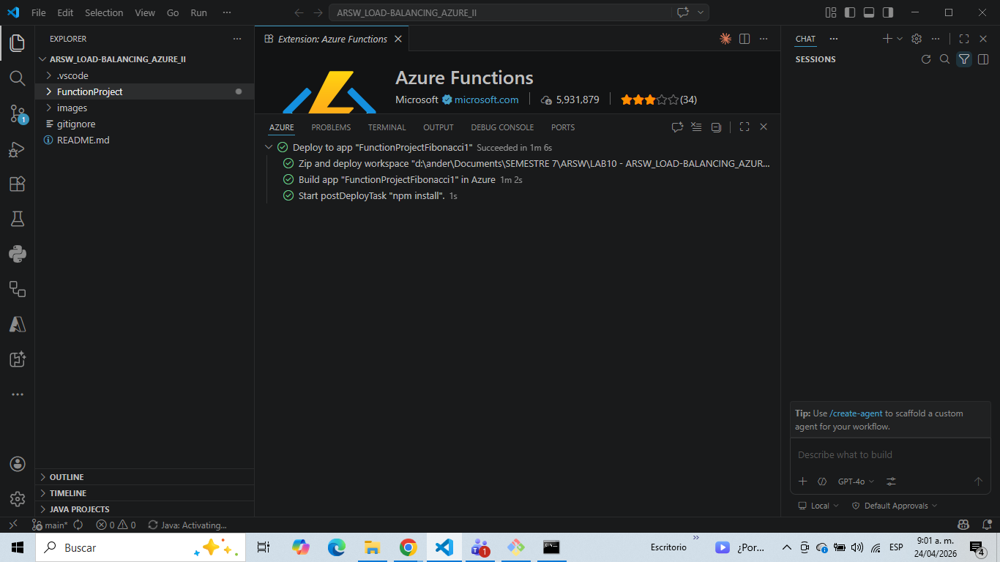 File Edit Selection View Go Run ···
ARSW_LOAD-BALANCING_AZURE_II
EXPLORER
ARSW_LOAD-BALANCING_AZURE_II
.vscode
FunctionProject
images
gitignore
README.md
1
OUTLINE
TIMELINE
JAVA PROJECTS
Extension: Azure Functions
Azure Functions
Microsoft microsoft.com 5,931,879 (34)
AZURE PROBLEMS TERMINAL OUTPUT DEBUG CONSOLE PORTS
Deploy to app "FunctionProjectFibonacci1" Succeeded in 1m 6s
Zip and deploy workspace "d:\ander\Documents\SEMESTRE 7\ARSW\LAB10 - ARSW_LOAD-BALANCING_AZUR...
Build app "FunctionProjectFibonacci1" in Azure 1m 2s
Start postDeployTask "npm install". 1s
CHAT
SESSIONS
Tip: Use /create-agent to scaffold a custom
agent for your workflow.
Describe what to build
GPT-4o
Local Default Approvals
main* 0 0 Java: Activating...
Buscar
1
Escritorio
»
¿Por...
ESP
9:01 a. m.
24/04/2026
4